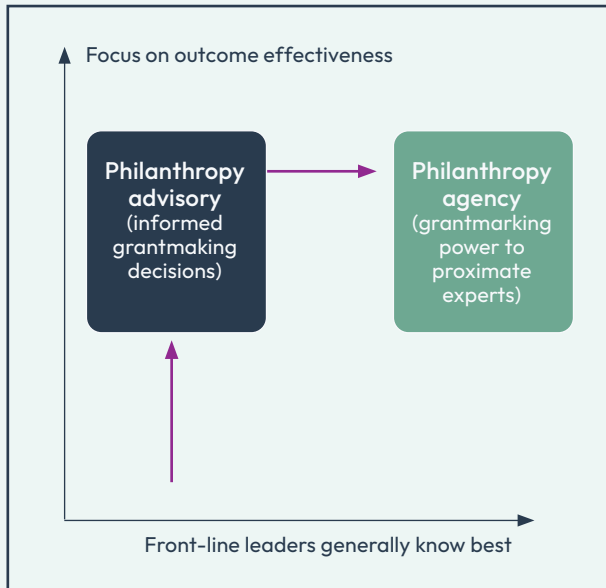 Focus on outcome effectiveness
Philanthropy
advisory
(informed
grantmaking
decisions)
Philanthropy
agency
(grantmarking
power to
proximate
experts)
Front-line leaders generally know best